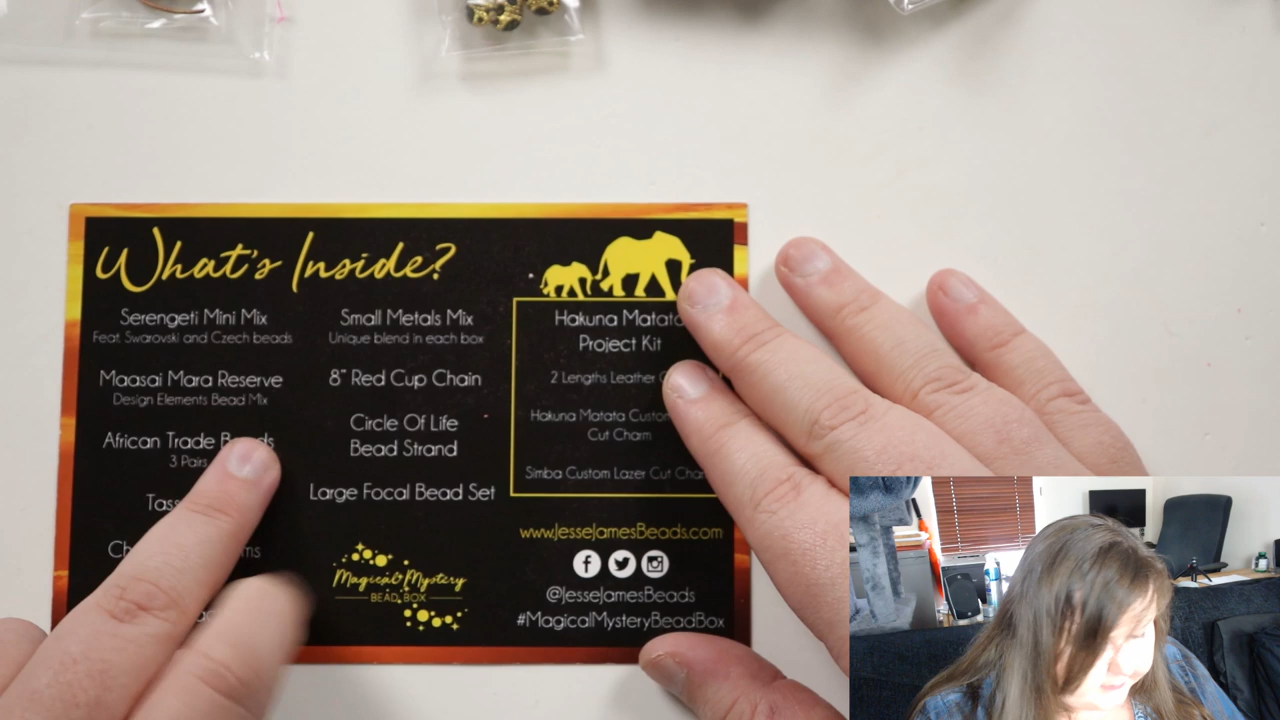 What's Inside?
Serengeti Mini Mix
Feat. Swarovski and Czech beads
Maasai Mara Reserve
Design Elements Bead Mix
African Trade
3 Pairs
Small Metals Mix
Unique blend in each box
8" Red Cup Chain
Circle Of Life
Bead Strand
Large Focal Bead Set
Magical Mystery
BEAD BOX
Hakuna Matata
Project Kit
2 Lengths Leather
Hakuna Matata
Cut Charm
Simba Custom Lazer Cut
www.JesseJamesBeads.com
@JesseJamesBeads
#MagicalMysteryBeadBox